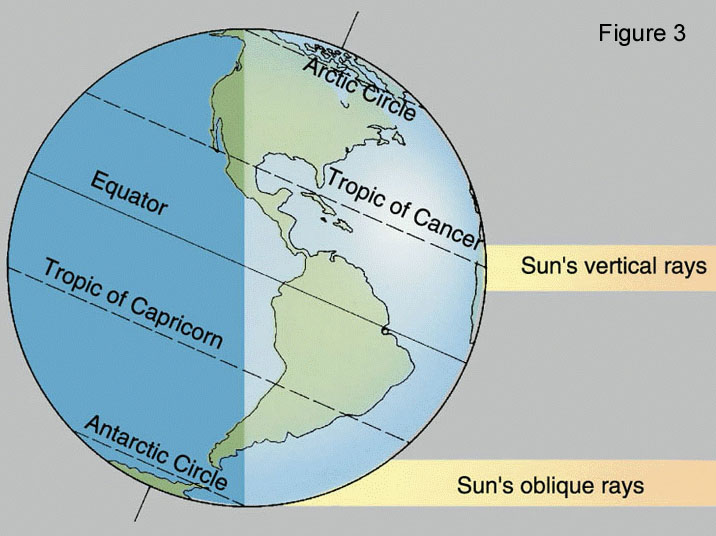 Figure 3
Arctic Circle
Tropic of Cancer
Equator
Sun's vertical rays
Tropic of Capricorn
Antarctic Circle
Sun's oblique rays